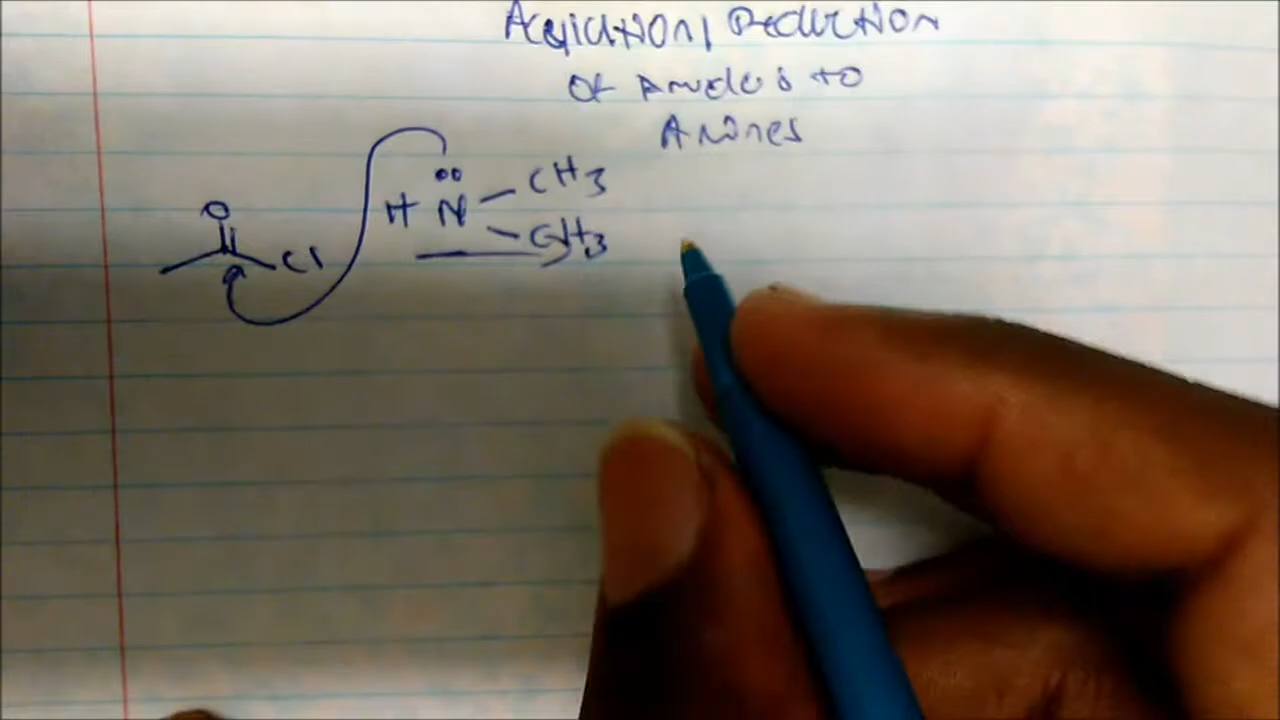 Acylation/ Reduction
of Amides to
Amines
O
H N CH3
CH3
Cl